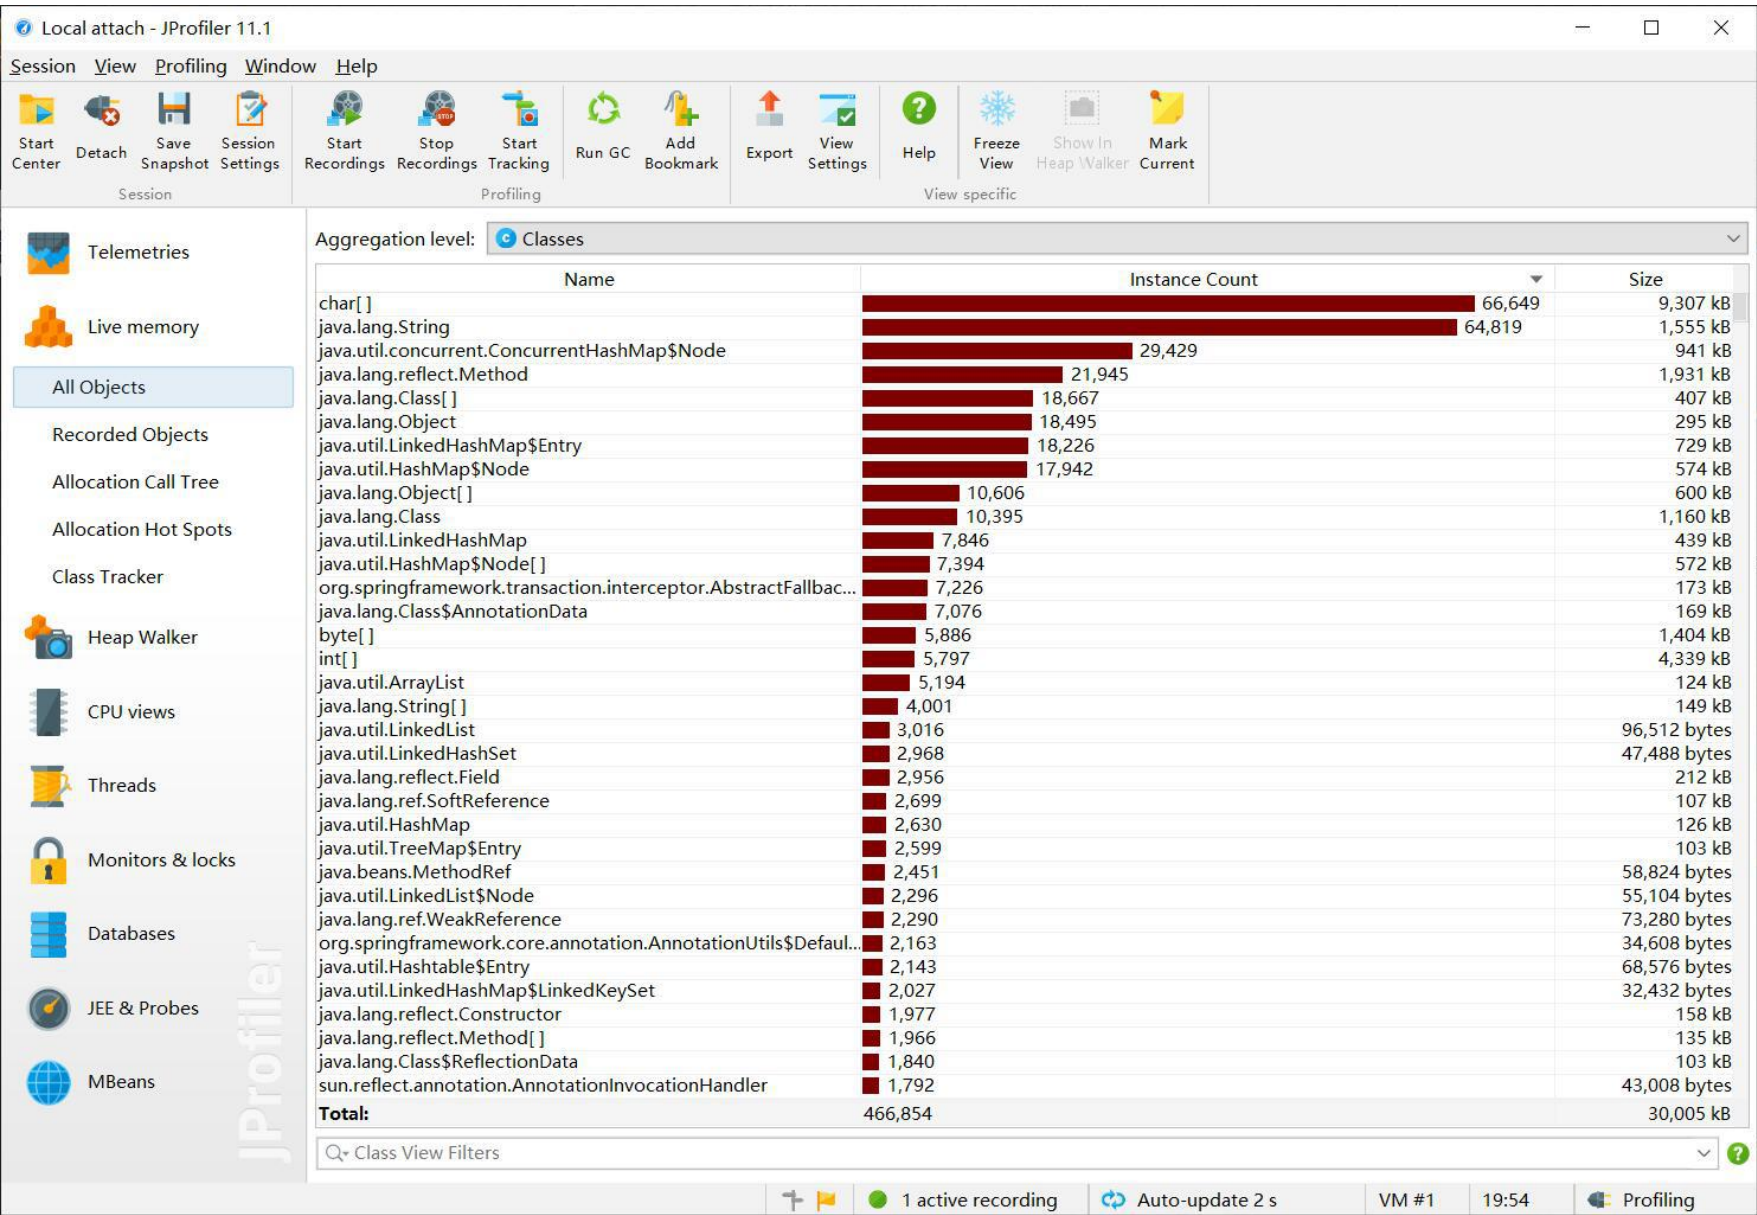 Local attach - JProfiler 11.1
Session View Profiling Window Help
Start Center
Detach
Save Snapshot
Session Settings
Start Recordings
Stop Recordings
Start Tracking
Run GC
Add Bookmark
Export
View Settings
Help
Freeze View
Show In Heap Walker
Mark Current
Session
Profiling
View specific
Telemetries
Live memory
All Objects
Recorded Objects
Allocation Call Tree
Allocation Hot Spots
Class Tracker
Heap Walker
CPU views
Threads
Monitors & locks
Databases
JEE & Probes
MBeans
JProfiler
Aggregation level: Classes
Name Instance Count Size
char[ ] 66,649 9,307 kB
java.lang.String 64,819 1,555 kB
java.util.concurrent.ConcurrentHashMap$Node 29,429 941 kB
java.lang.reflect.Method 21,945 1,931 kB
java.lang.Class[ ] 18,667 407 kB
java.lang.Object 18,495 295 kB
java.util.LinkedHashMap$Entry 18,226 729 kB
java.util.HashMap$Node 17,942 574 kB
java.lang.Object[ ] 10,606 600 kB
java.lang.Class 10,395 1,160 kB
java.util.LinkedHashMap 7,846 439 kB
java.util.HashMap$Node[ ] 7,394 572 kB
org.springframework.transaction.interceptor.AbstractFallbac... 7,226 173 kB
java.lang.Class$AnnotationData 7,076 169 kB
byte[ ] 5,886 1,404 kB
int[ ] 5,797 4,339 kB
java.util.ArrayList 5,194 124 kB
java.lang.String[ ] 4,001 149 kB
java.util.LinkedList 3,016 96,512 bytes
java.util.LinkedHashSet 2,968 47,488 bytes
java.lang.reflect.Field 2,956 212 kB
java.lang.ref.SoftReference 2,699 107 kB
java.util.HashMap 2,630 126 kB
java.util.TreeMap$Entry 2,599 103 kB
java.beans.MethodRef 2,451 58,824 bytes
java.util.LinkedList$Node 2,296 55,104 bytes
java.lang.ref.WeakReference 2,290 73,280 bytes
org.springframework.core.annotation.AnnotationUtils$Defaul... 2,163 34,608 bytes
java.util.Hashtable$Entry 2,143 68,576 bytes
java.util.LinkedHashMap$LinkedKeySet 2,027 32,432 bytes
java.lang.reflect.Constructor 1,977 158 kB
java.lang.reflect.Method[ ] 1,966 135 kB
java.lang.Class$ReflectionData 1,840 103 kB
sun.reflect.annotation.AnnotationInvocationHandler 1,792 43,008 bytes
Total: 466,854 30,005 kB
Class View Filters
1 active recording Auto-update 2 s VM #1 19:54 Profiling